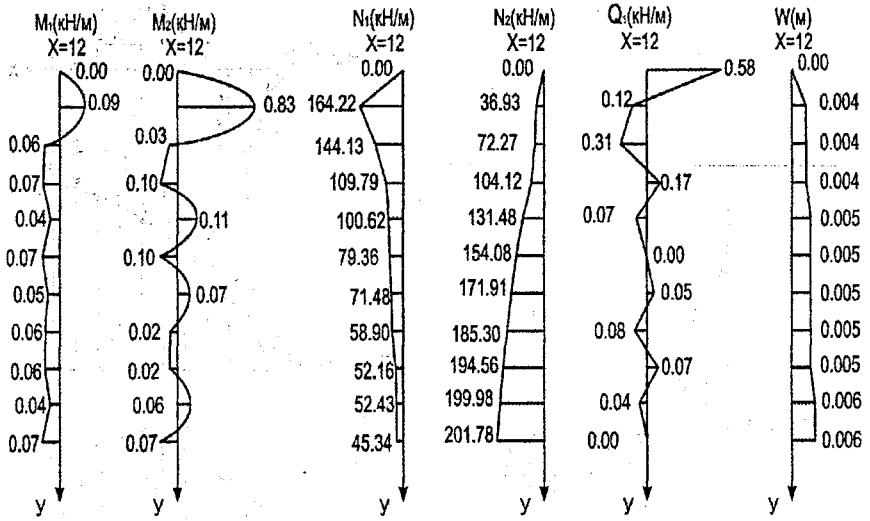 M₁(кН/м) M₂(кН/м) N₁(кН/м) N₂(кН/м) Q₁(кН/м) W(м)
X=12 X=12 X=12 X=12 X=12 X=12
0.00 0.00 0.00 0.00 0.58 0.00
0.09 0.83 164.22 36.93 0.12 0.004
0.06 0.03 144.13 72.27 0.31 0.004
0.07 0.10 109.79 104.12 0.17 0.004
0.04 0.11 100.62 131.48 0.07 0.005
0.07 0.10 79.36 154.08 0.00 0.005
0.05 0.07 71.48 171.91 0.05 0.005
0.06 0.02 58.90 185.30 0.08 0.005
0.06 0.02 52.16 194.56 0.07 0.005
0.04 0.06 52.43 199.98 0.04 0.006
0.07 0.07 45.34 201.78 0.00 0.006
y y y y y y